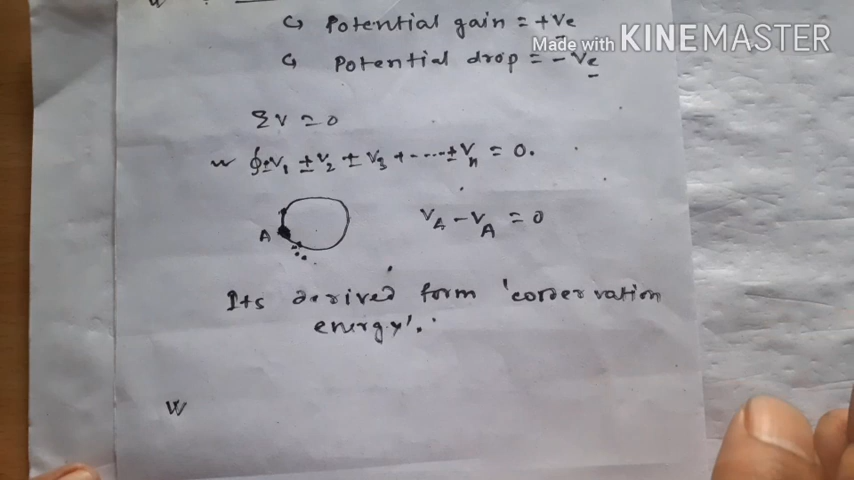 ↳ Potential gain = +Ve
Made with KINEMASTER
↳ Potential drop = -Ve
ΣV = 0
∮±V₁ ± V₂ ± V₃ + ----- ± Vₙ = 0.
A
V_A - V_A = 0
Its derived form 'conservation
energy'.
W